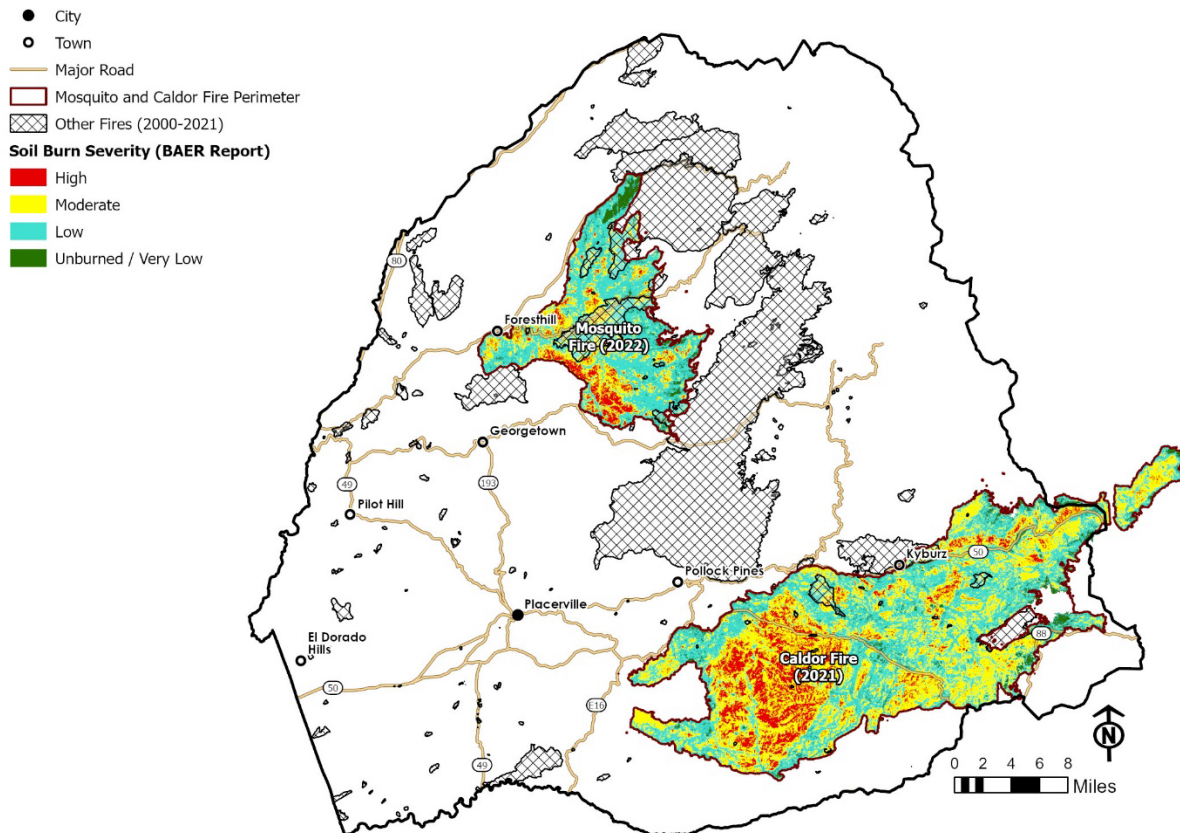 City
Town
Major Road
Mosquito and Caldor Fire Perimeter
Other Fires (2000-2021)
Soil Burn Severity (BAER Report)
High
Moderate
Low
Unburned / Very Low
80
Foresthill
Mosquito
Fire (2022)
Georgetown
49
193
Pilot Hill
Kyburz
50
Pollock Pines
Placerville
El Dorado
Hills
88
Caldor Fire
(2021)
50
E16
49
N
0 2 4 6 8
Miles